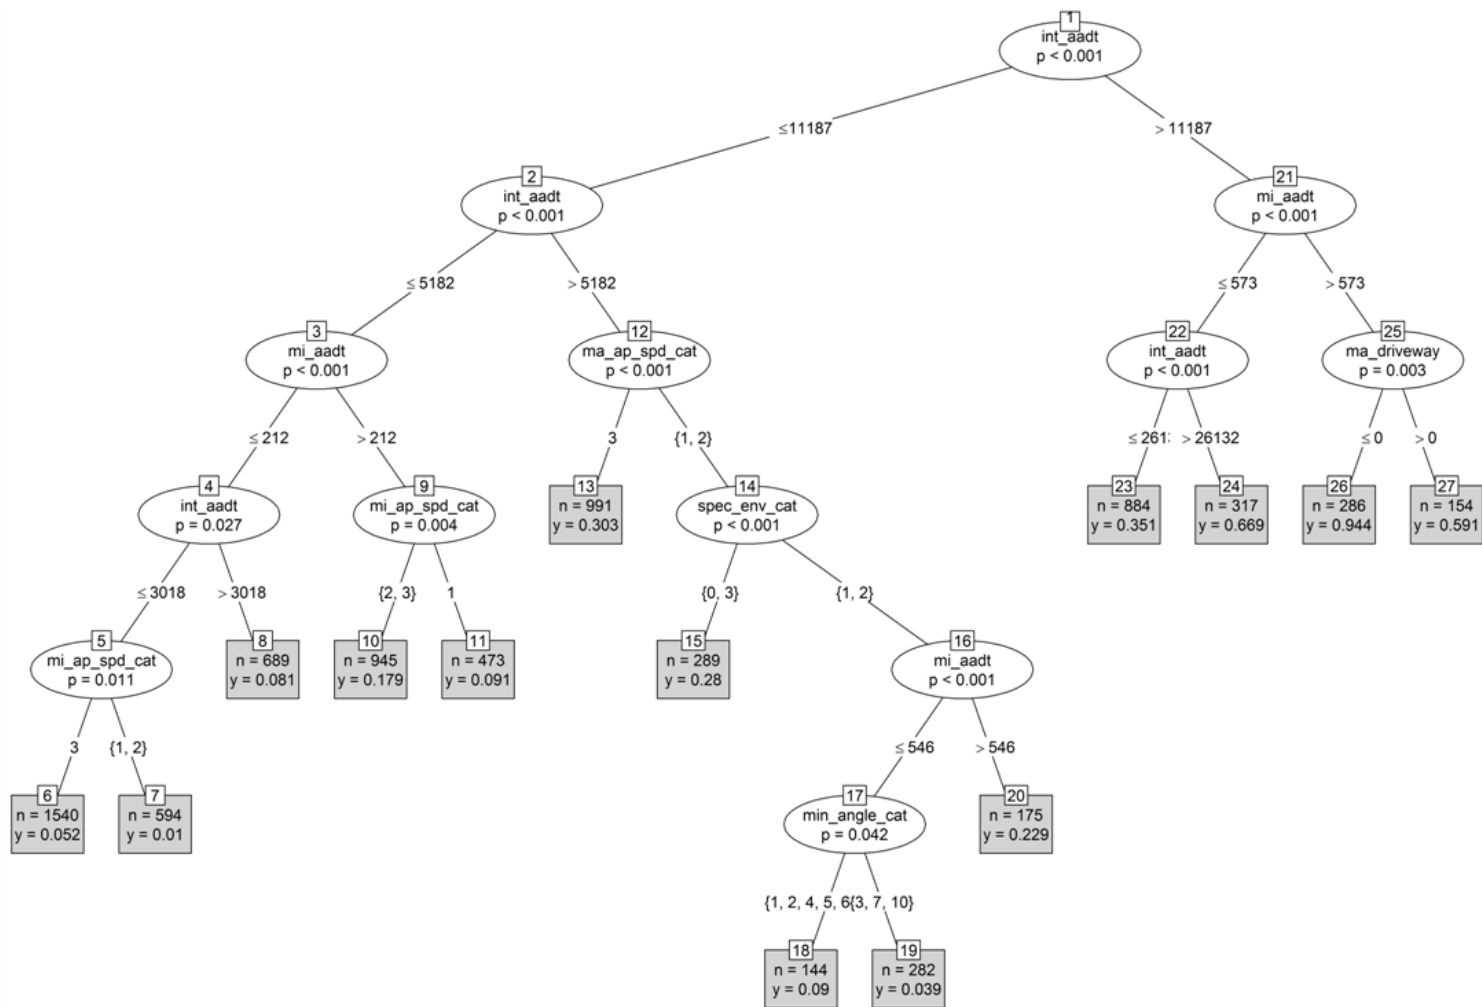 1
int_aadt
p < 0.001
≤11187
> 11187
2
int_aadt
p < 0.001
21
mi_aadt
p < 0.001
≤ 5182
> 5182
≤ 573
> 573
3
mi_aadt
p < 0.001
12
ma_ap_spd_cat
p < 0.001
22
int_aadt
p < 0.001
25
ma_driveway
p = 0.003
≤ 212
> 212
3
{1, 2}
≤ 261
> 26132
≤ 0
> 0
4
int_aadt
p = 0.027
9
mi_ap_spd_cat
p = 0.004
13
n = 991
y = 0.303
14
spec_env_cat
p < 0.001
23
n = 884
y = 0.351
24
n = 317
y = 0.669
26
n = 286
y = 0.944
27
n = 154
y = 0.591
≤ 3018
> 3018
{2, 3}
1
{0, 3}
{1, 2}
5
mi_ap_spd_cat
p = 0.011
8
n = 689
y = 0.081
10
n = 945
y = 0.179
11
n = 473
y = 0.091
15
n = 289
y = 0.28
16
mi_aadt
p < 0.001
3
{1, 2}
≤ 546
> 546
6
n = 1540
y = 0.052
7
n = 594
y = 0.01
17
min_angle_cat
p = 0.042
20
n = 175
y = 0.229
{1, 2, 4, 5, 6
{3, 7, 10}
18
n = 144
y = 0.09
19
n = 282
y = 0.039